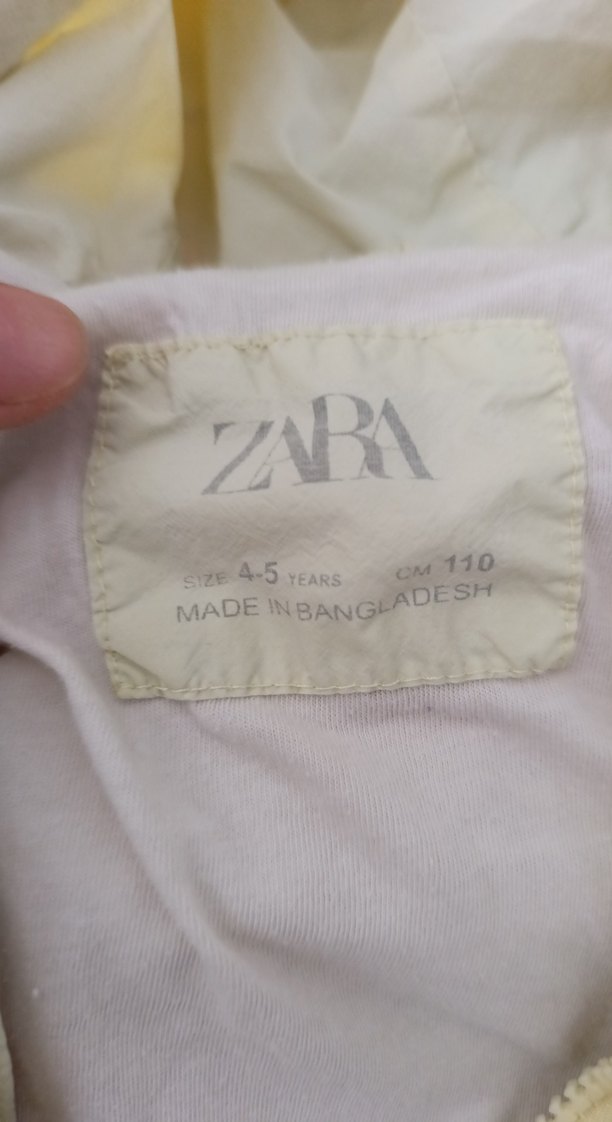 ZARA
SIZE 4-5 YEARS CM 110
MADE IN BANGLADESH